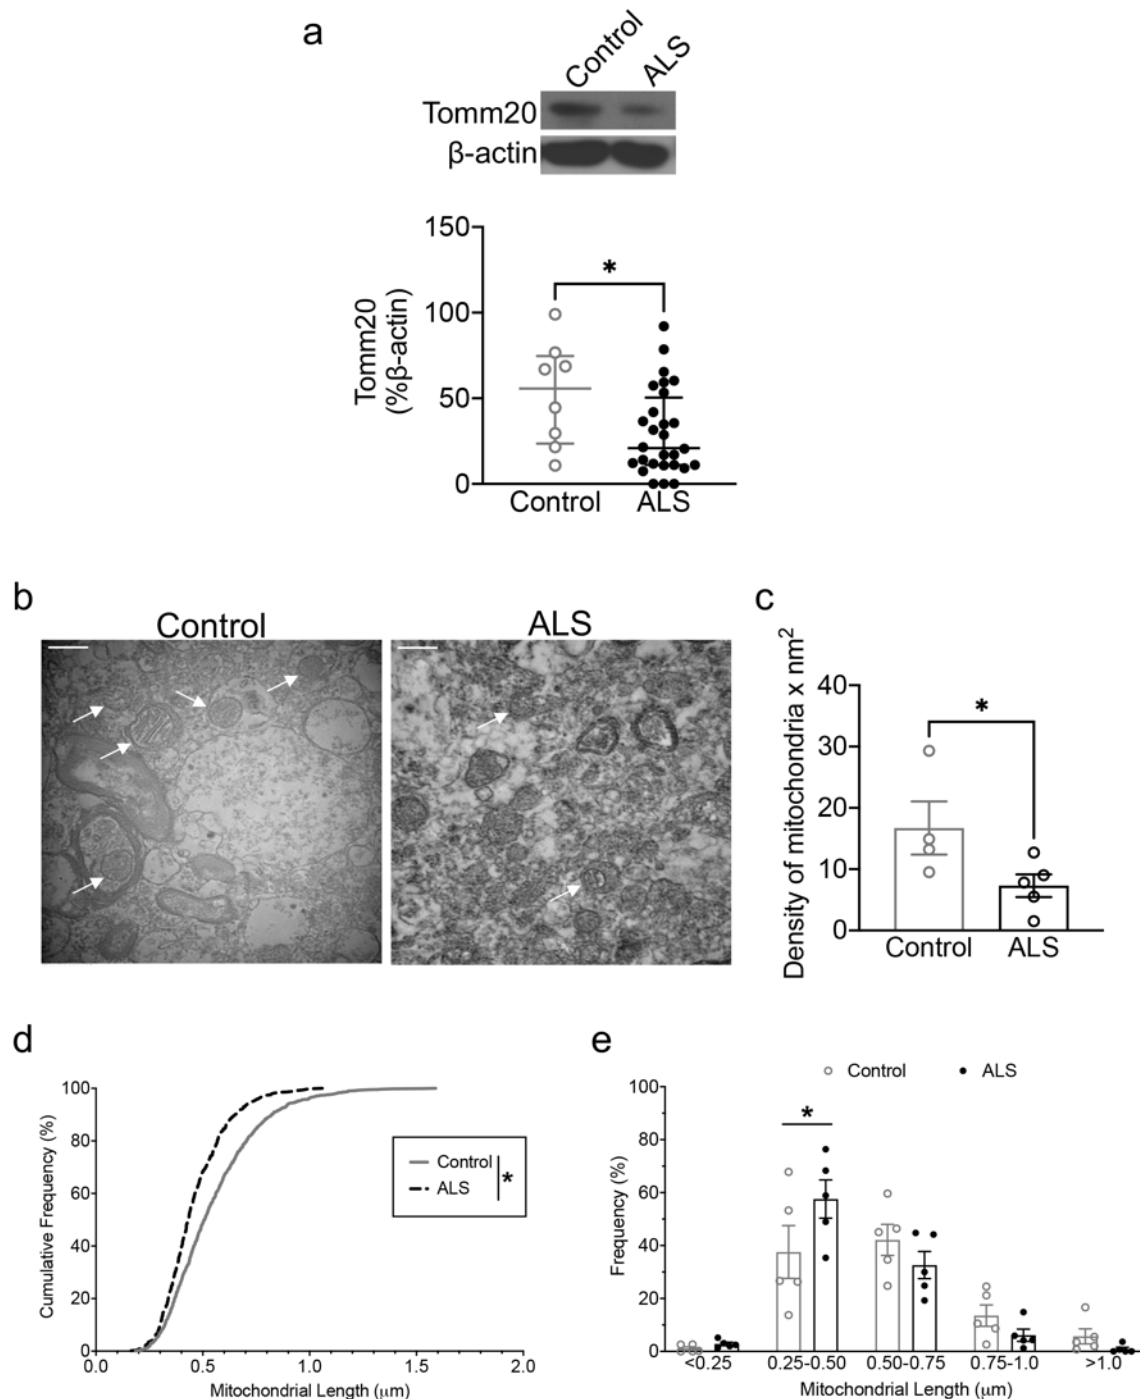 a
Control
ALS
Tomm20
β-actin
Tomm20
(%β-actin)
150
100
50
0
*
Control
ALS
b
Control
ALS
c
Density of mitochondria x nm²
40
30
20
10
0
*
Control
ALS
d
Cumulative Frequency (%)
100
80
60
40
20
0
Control
ALS
*
0.0
0.5
1.0
1.5
2.0
Mitochondrial Length (μm)
e
Control
ALS
Frequency (%)
100
80
60
40
20
0
*
<0.25
0.25-0.50
0.50-0.75
0.75-1.0
>1.0
Mitochondrial Length (μm)